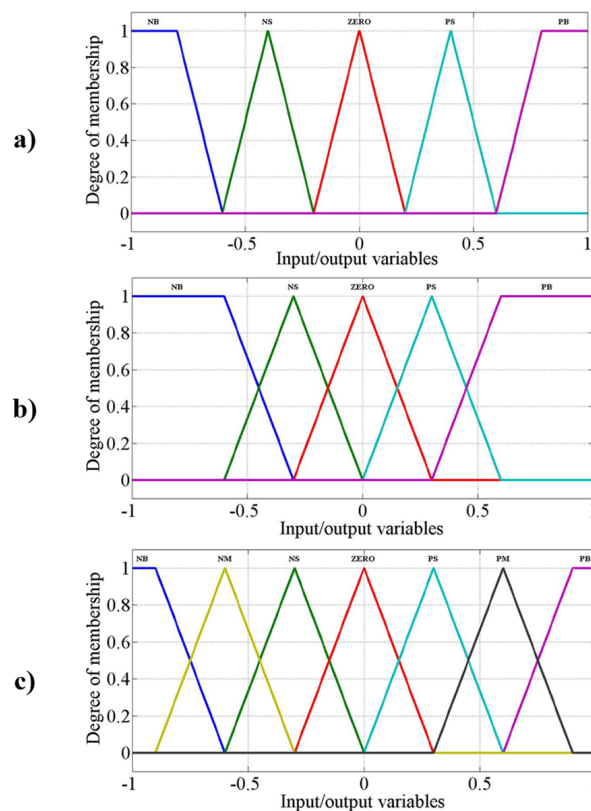 a)
NB NS ZERO PS PB
Degree of membership
1
0.8
0.6
0.4
0.2
0
-1 -0.5 0 0.5 1
Input/output variables
b)
NB NS ZERO PS PB
Degree of membership
1
0.8
0.6
0.4
0.2
0
-1 -0.5 0 0.5 1
Input/output variables
c)
NB NM NS ZERO PS PM PB
Degree of membership
1
0.8
0.6
0.4
0.2
0
-1 -0.5 0 0.5
Input/output variables